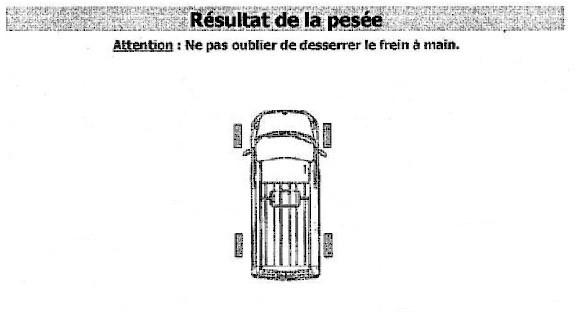 Résultat de la pesée
Attention : Ne pas oublier de desserrer le frein à main.